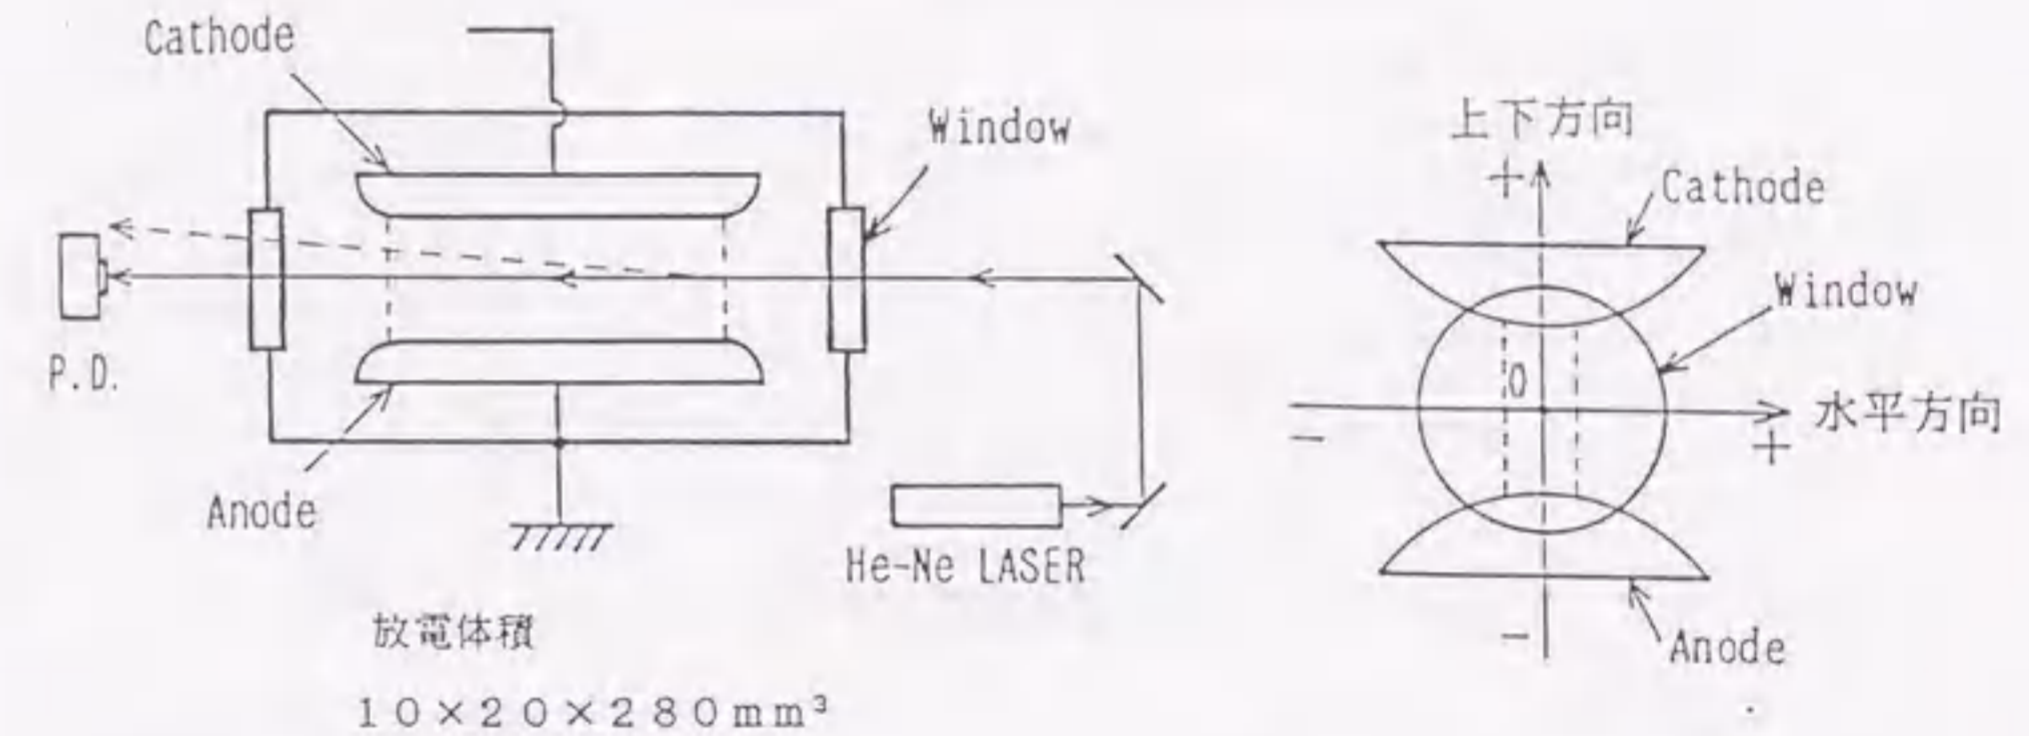 Cathode
Window
P.D.
Anode
He-Ne LASER
放電体積
10×20×280mm³
上下方向
+
Cathode
Window
0
水平方向
-
+
-
Anode